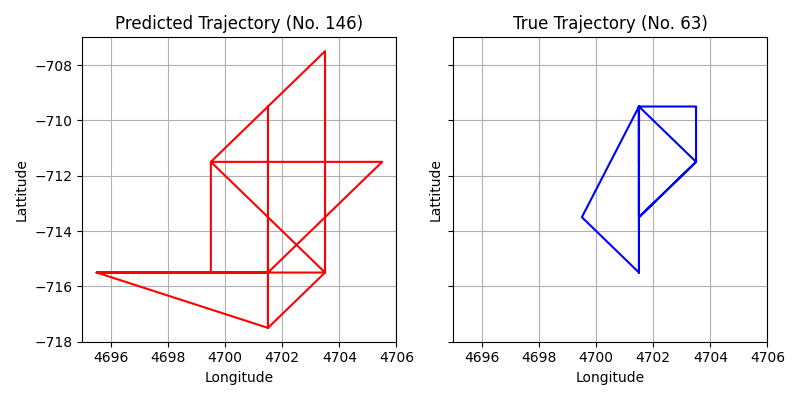 Predicted Trajectory (No. 146)
True Trajectory (No. 63)
−708
−710
−712
−714
−716
−718
Lattitude
Lattitude
4696 4698 4700 4702 4704 4706
4696 4698 4700 4702 4704 4706
Longitude
Longitude